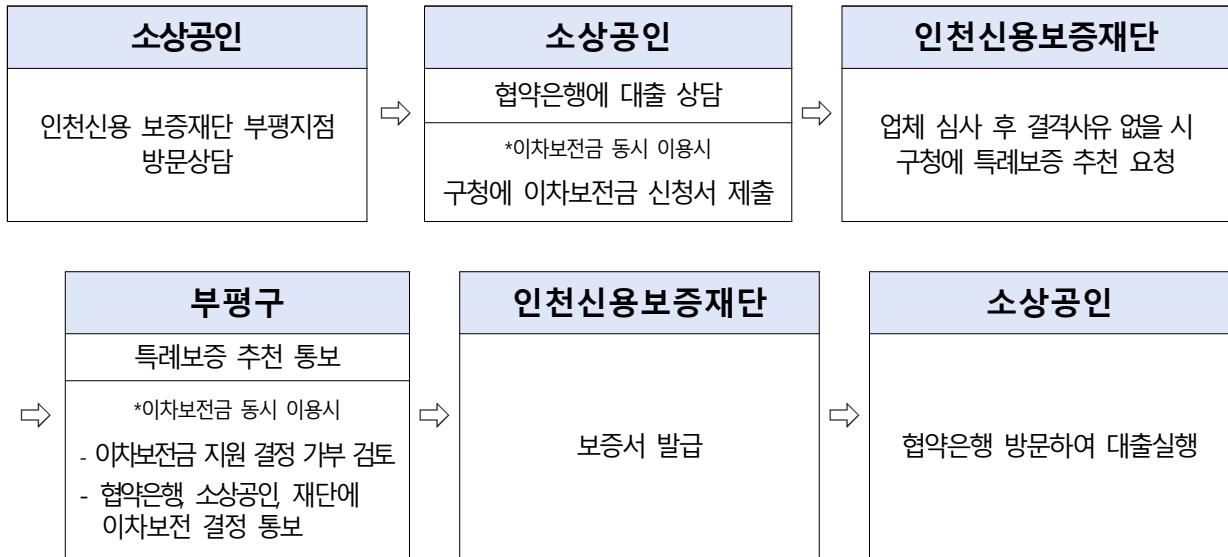 소상공인
인천신용 보증재단 부평지점
방문상담
⇨
소상공인
협약은행에 대출 상담
*이차보전금 동시 이용시
구청에 이차보전금 신청서 제출
⇨
인천신용보증재단
업체 심사 후 결격사유 없을 시
구청에 특례보증 추천 요청
⇨
부평구
특례보증 추천 통보
*이차보전금 동시 이용시
- 이차보전금 지원 결정 가부 검토
- 협약은행, 소상공인, 재단에
이차보전 결정 통보
⇨
인천신용보증재단
보증서 발급
⇨
소상공인
협약은행 방문하여 대출실행